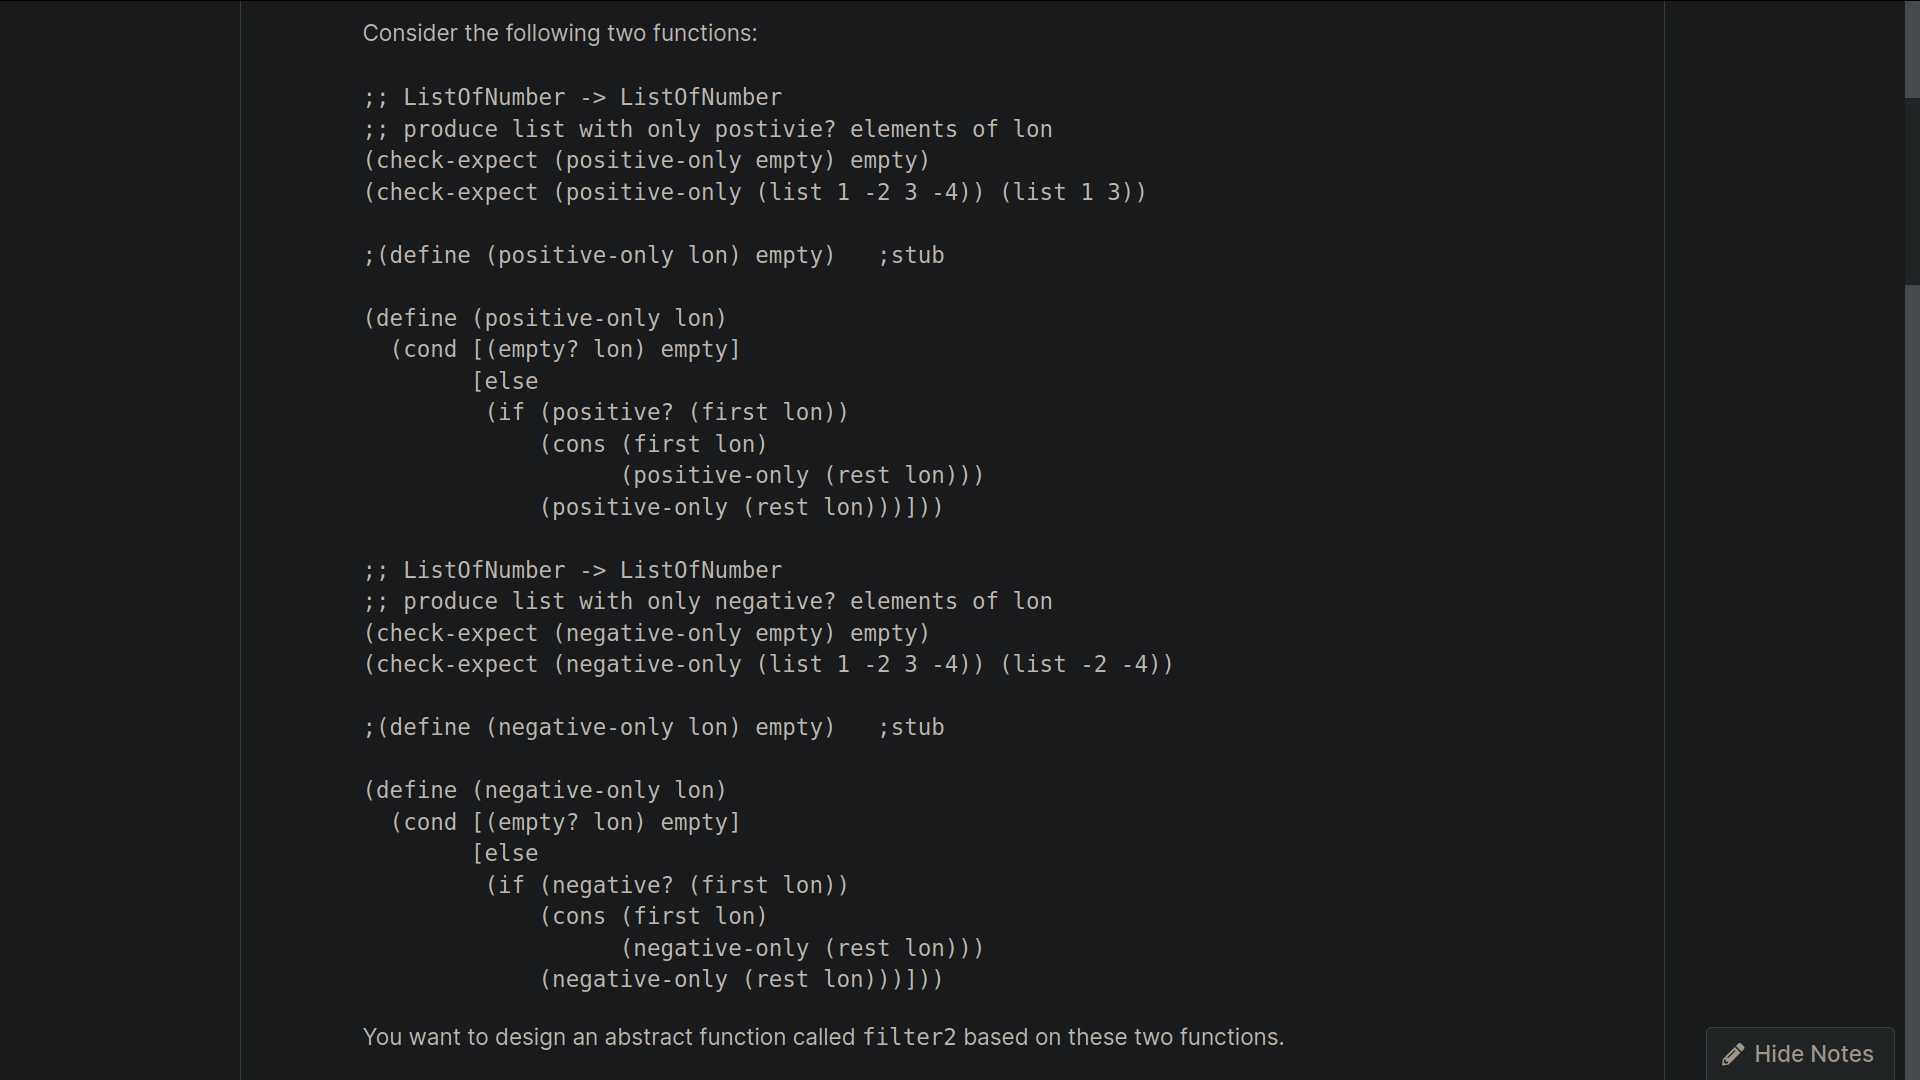 Consider the following two functions:
;; ListOfNumber -> ListOfNumber
;; produce list with only postivie? elements of lon
(check-expect (positive-only empty) empty)
(check-expect (positive-only (list 1 -2 3 -4)) (list 1 3))
;(define (positive-only lon) empty)   ;stub
(define (positive-only lon)
  (cond [(empty? lon) empty]
        [else
         (if (positive? (first lon))
             (cons (first lon)
                   (positive-only (rest lon)))
             (positive-only (rest lon)))]))
;; ListOfNumber -> ListOfNumber
;; produce list with only negative? elements of lon
(check-expect (negative-only empty) empty)
(check-expect (negative-only (list 1 -2 3 -4)) (list -2 -4))
;(define (negative-only lon) empty)   ;stub
(define (negative-only lon)
  (cond [(empty? lon) empty]
        [else
         (if (negative? (first lon))
             (cons (first lon)
                   (negative-only (rest lon)))
             (negative-only (rest lon)))]))
You want to design an abstract function called filter2 based on these two functions.
Hide Notes